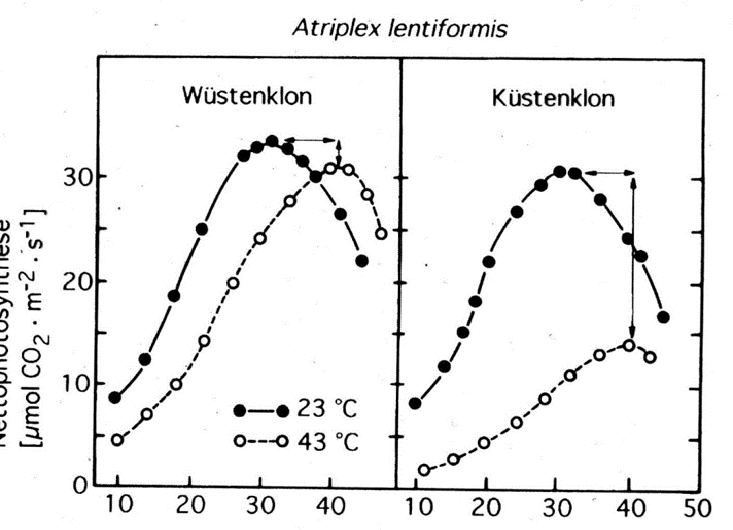 Atriplex lentiformis
Wüstenklon
Küstenklon
Nettophotosynthese
[µmol CO₂ · m⁻² · s⁻¹]
30
20
10
0
23 °C
43 °C
10 20 30 40
10 20 30 40 50